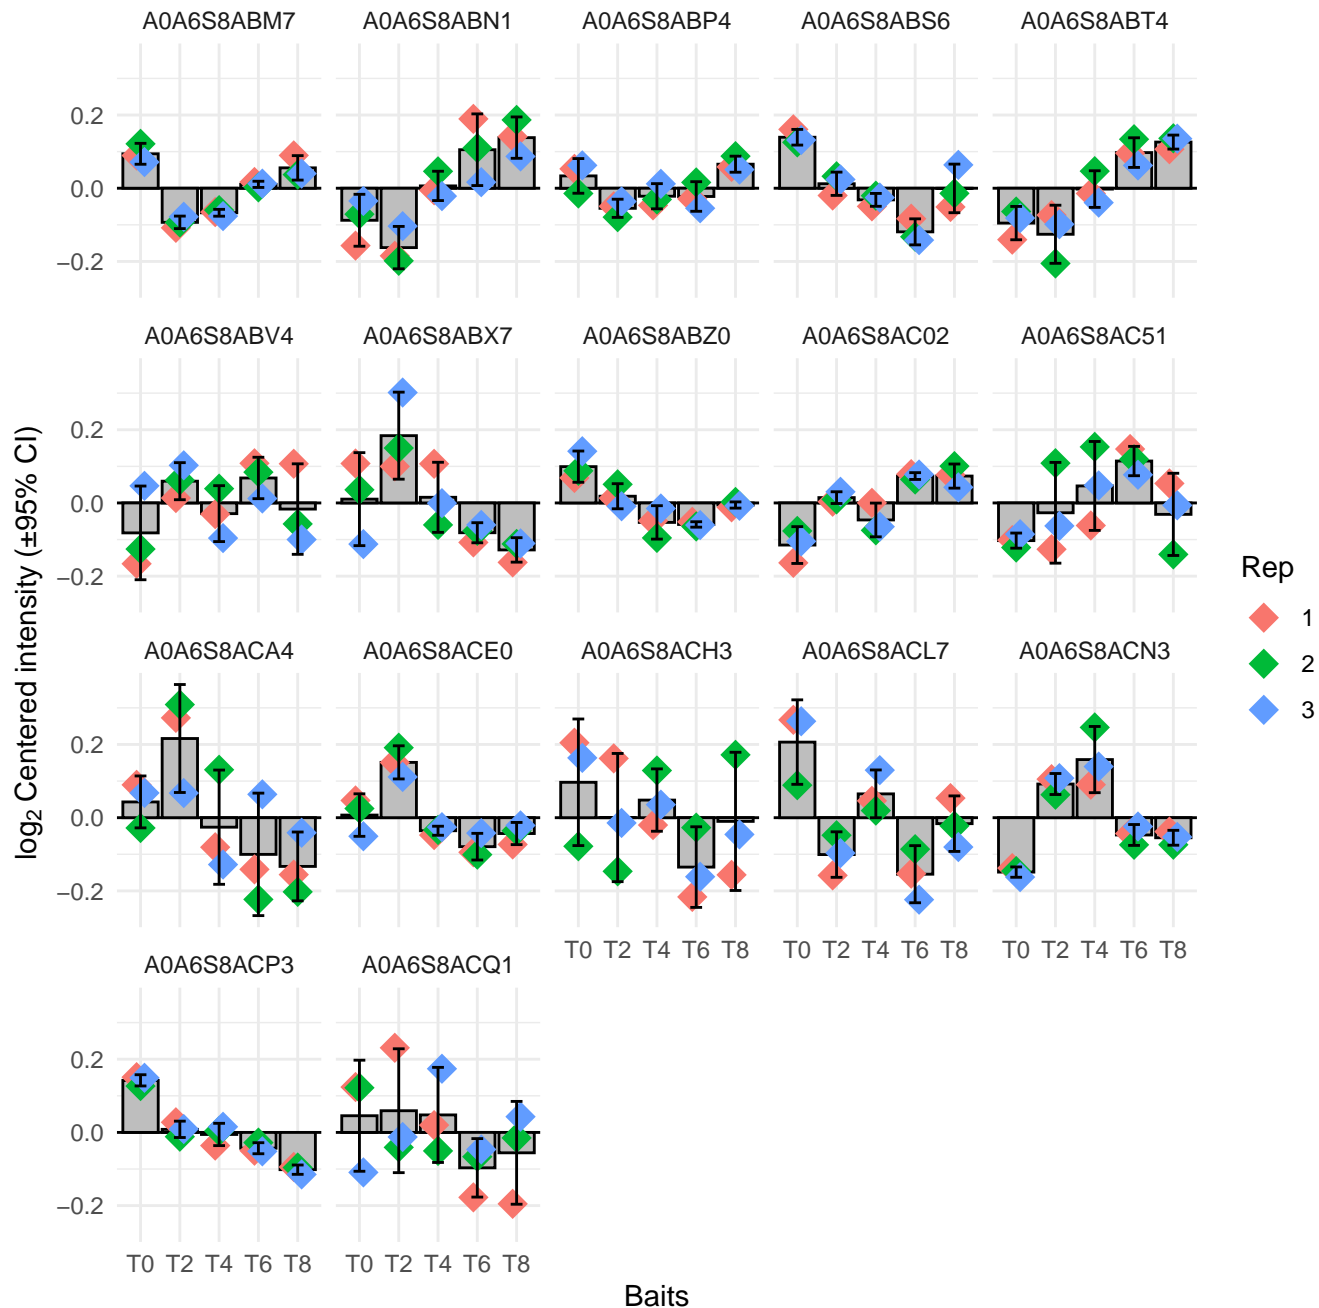 A0A6S8ABM7 A0A6S8ABN1 A0A6S8ABP4 A0A6S8ABS6 A0A6S8ABT4
0.2
0.0
−0.2
A0A6S8ABV4 A0A6S8ABX7 A0A6S8ABZ0 A0A6S8AC02 A0A6S8AC51
0.2
0.0
−0.2
A0A6S8ACA4 A0A6S8ACE0 A0A6S8ACH3 A0A6S8ACL7 A0A6S8ACN3
0.2
0.0
−0.2
T0 T2 T4 T6 T8 T0 T2 T4 T6 T8 T0 T2 T4 T6 T8
A0A6S8ACP3 A0A6S8ACQ1
0.2
0.0
−0.2
T0 T2 T4 T6 T8 T0 T2 T4 T6 T8
Baits
log2 Centered intensity (±95% CI)
Rep
1
2
3